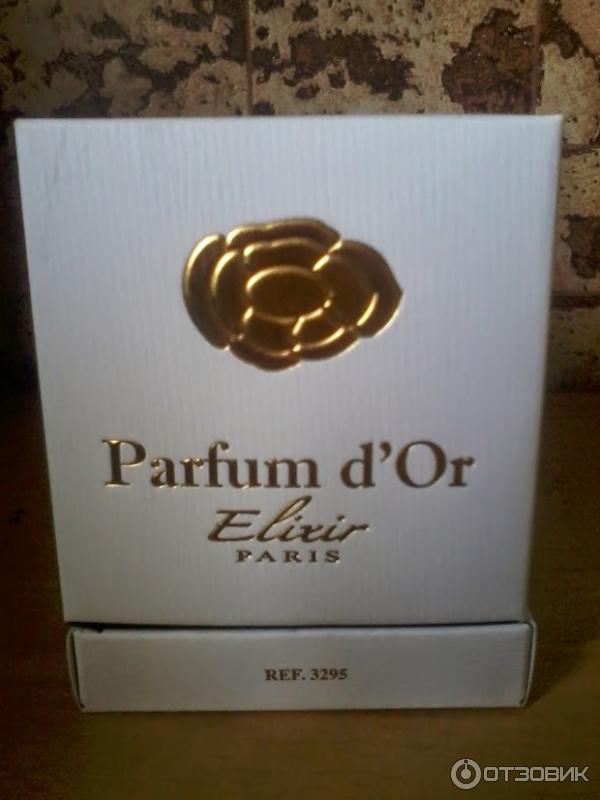 Parfum d'Or
Elixir
PARIS
REF. 3295
ОТЗОВИК